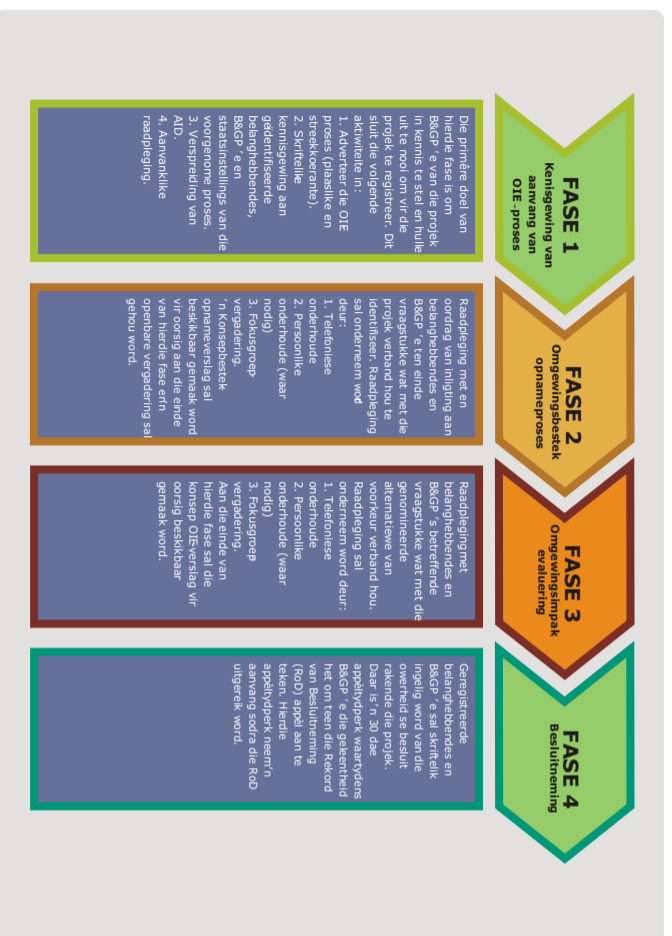 FASE 1
Kenisgewing van
aanvang van
OIE -proses
Die primêre doel van
hierdie fase is om
B&GP 'e van die projek
in kennis te stel en hulle
uit te nooi om vir die
projek te registreer. Dit
sluit die volgende
aktiwiteite in :
1. Adverteer die OIE
proses (plaaslike en
streekkoerante).
2. Skriftelike
kennisgewing aan
geïdentifiseerde
belanghebbendes,
B&GP 'e en
staatsinstellings van die
voorgenome proses.
3. Verspreiding van
AID.
4. Aanvanklike
raadpleging.
FASE 2
Omgewingsbestek
opnameproses
Raadpleging met en
oordrag van inligting aan
belanghebbendes en
B&GP 'e ten einde
vraagstukke wat met die
projek verband hou te
identifiseer. Raadpleging
sal onderneem wod
deur:
1. Telefoniese
onderhoude
2. Persoonlike
onderhoude (waar
nodig)
3. Fokusgroep
vergadering.
'n Konsepbestek
opnameverslag sal
beskikbaar gemaak word
vir oorsig aan die einde
van hierdie fase en'n
openbare vergadering sal
gehou word.
FASE 3
Omgewingsimpak
evaluering
Raadplegingmet
belanghebbendes en
B&GP 's betreffende
vraagstukke wat met die
genomineerde
alternatiewe van
voorkeur verband hou.
Raadpleging sal
onderneem word deur:
1. Telefoniese
onderhoude
2. Persoonlike
onderhoude (waar
nodig)
3. Fokusgroep
vergadering.
Aan die einde van
hierdie fase sal die
konsep OIE-verslag vir
oorsig beskikbaar
gemaak word.
FASE 4
Besluitneming
Geregistreerde
belanghebbendes en
B&GP 'e sal skriftelik
ingelig word van die
owerheid se besluit
rakende die projek.
Daar is 'n 30 dae
appèltydperk waartydens
B&GP 'e die geleentheid
het om teen die Rekord
van Besluitneming
(RoD) appèl aan te
teken. Hierdie
appèltydperk neem'n
aanvang sodra die RoD
uitgereik word.